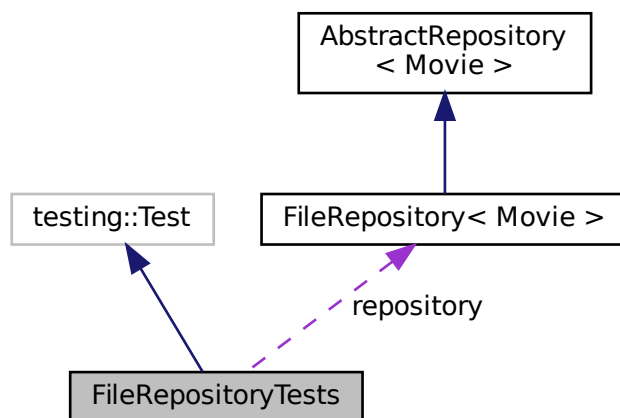 AbstractRepository
< Movie >
testing::Test
FileRepository< Movie >
repository
FileRepositoryTests